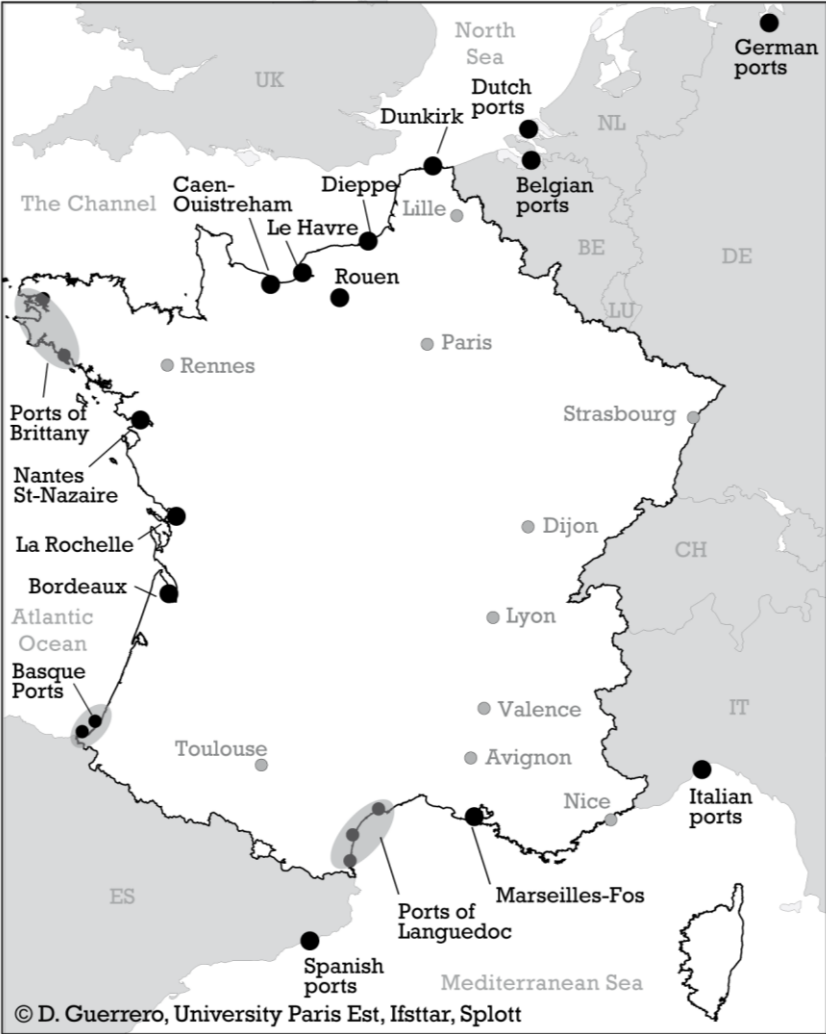 North
Sea
German
ports
UK
Dutch
ports
Dunkirk
NL
Caen-
Ouistreham
Dieppe
Belgian
ports
The Channel
Lille
Le Havre
BE
DE
Rouen
LU
Paris
Rennes
Ports of
Brittany
Strasbourg
Nantes
St-Nazaire
La Rochelle
Dijon
CH
Bordeaux
Atlantic
Ocean
Lyon
Basque
Ports
Valence
IT
Toulouse
Avignon
Nice
Italian
ports
ES
Marseilles-Fos
Ports of
Languedoc
Spanish
ports
Mediterranean Sea
© D. Guerrero, University Paris Est, Ifsttar, Splott